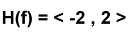 H(f) = < -2 , 2 >